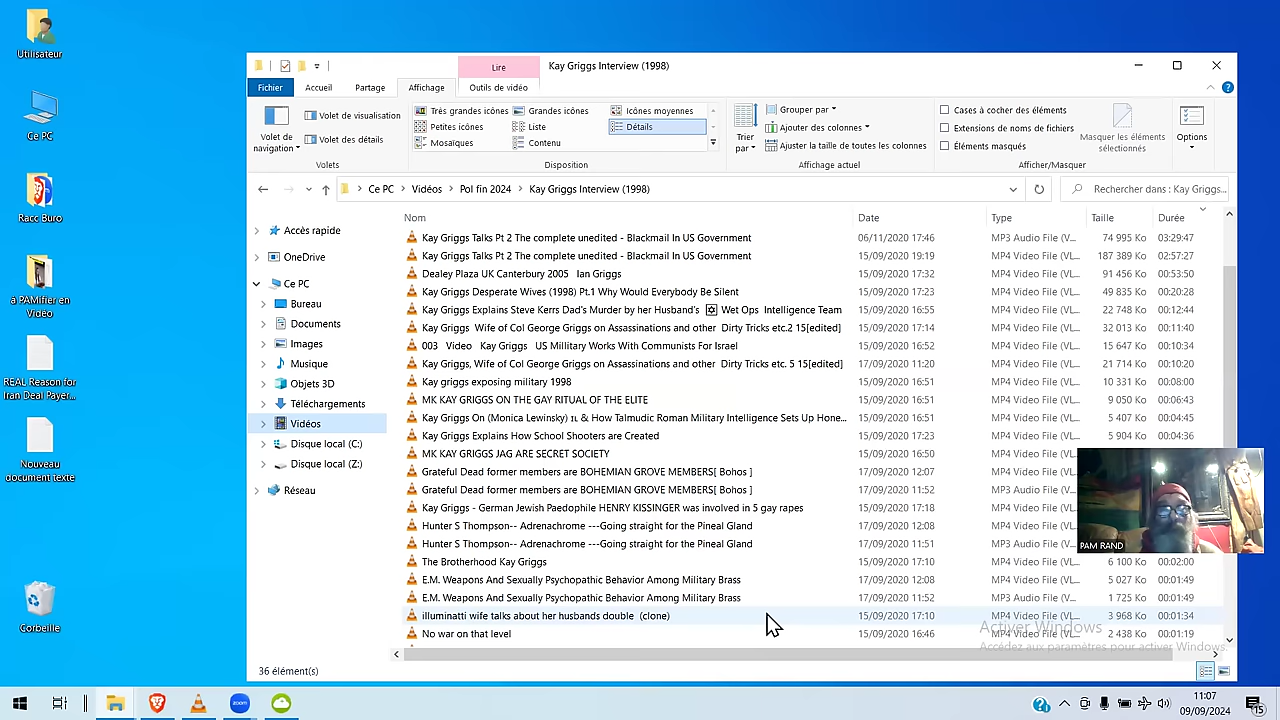 Utilisateur
Ce PC
Racc Buro
à PAMifier en
Vidéo
REAL Reason for
Iran Deal Payer...
Nouveau
document texte
Corbeille
Lire
Kay Griggs Interview (1998)
Fichier
Accueil
Partage
Affichage
Outils de vidéo
Volet de
navigation
Volet de visualisation
Volet des détails
Volets
Très grandes icônes
Grandes icônes
Icônes moyennes
Petites icônes
Liste
Détails
Mosaïques
Contenu
Disposition
Trier
par
Grouper par
Ajouter des colonnes
Ajuster la taille de toutes les colonnes
Affichage actuel
Cases à cocher des éléments
Extensions de noms de fichiers
Éléments masqués
Masquer les éléments
sélectionnés
Afficher/Masquer
Options
Ce PC > Vidéos > Pol fin 2024 > Kay Griggs Interview (1998)
Rechercher dans : Kay Griggs...
Accès rapide
OneDrive
Ce PC
Bureau
Documents
Images
Musique
Objets 3D
Téléchargements
Vidéos
Disque local (C:)
Disque local (Z:)
Réseau
Nom Date Type Taille Durée
Kay Griggs Talks Pt 2 The complete unedited - Blackmail In US Government 06/11/2020 17:46 MP3 Audio File (V... 74 995 Ko 03:29:47
Kay Griggs Talks Pt 2 The complete unedited - Blackmail In US Government 15/09/2020 19:19 MP4 Video File (VL... 187 389 Ko 02:57:27
Dealey Plaza UK Canterbury 2005 Ian Griggs 15/09/2020 17:32 MP4 Video File (VL... 91 456 Ko 00:53:50
Kay Griggs Desperate Wives (1998) Pt.1 Why Would Everybody Be Silent 15/09/2020 17:23 MP4 Video File (VL... 49 835 Ko 00:20:28
Kay Griggs Explains Steve Kerrs Dad's Murder by her Husband's 🔯 Wet Ops Intelligence Team 15/09/2020 16:55 MP4 Video File (VL... 22 748 Ko 00:12:44
Kay Griggs Wife of Col George Griggs on Assassinations and other Dirty Tricks etc.2 15[edited] 15/09/2020 17:14 MP4 Video File (VL... 32 013 Ko 00:11:40
003 Video Kay Griggs US Millitary Works With Communists For Israel 15/09/2020 16:52 MP4 Video File (VL... 15 647 Ko 00:10:34
Kay Griggs, Wife of Col George Griggs on Assassinations and other Dirty Tricks etc. 5 15[edited] 17/09/2020 11:20 MP4 Video File (VL... 21 714 Ko 00:10:20
Kay griggs exposing military 1998 15/09/2020 16:51 MP4 Video File (VL... 10 331 Ko 00:08:00
MK KAY GRIGGS ON THE GAY RITUAL OF THE ELITE 15/09/2020 16:51 MP4 Video File (VL... 9 050 Ko 00:06:43
Kay Griggs On (Monica Lewinsky) & How Talmudic Roman Military Intelligence Sets Up Hone... 15/09/2020 16:51 MP4 Video File (VL... 5 407 Ko 00:04:45
Kay Griggs Explains How School Shooters are Created 15/09/2020 17:23 MP4 Video File (VL... 5 904 Ko 00:04:36
MK KAY GRIGGS JAG ARE SECRET SOCIETY 15/09/2020 16:50 MP4 Video File (VL...
Grateful Dead former members are BOHEMIAN GROVE MEMBERS[ Bohos ] 17/09/2020 12:07 MP4 Video File (VL...
Grateful Dead former members are BOHEMIAN GROVE MEMBERS[ Bohos ] 17/09/2020 11:52 MP3 Audio File (V...
Kay Griggs - German Jewish Paedophile HENRY KISSINGER was involved in 5 gay rapes 15/09/2020 17:18 MP4 Video File (VL...
Hunter S Thompson-- Adrenachrome ---Going straight for the Pineal Gland 17/09/2020 12:08 MP4 Video File (VL...
Hunter S Thompson-- Adrenachrome ---Going straight for the Pineal Gland 17/09/2020 11:51 MP3 Audio File (V...
The Brotherhood Kay Griggs 15/09/2020 17:10 MP4 Video File (VL... 6 100 Ko 00:02:00
E.M. Weapons And Sexually Psychopathic Behavior Among Military Brass 17/09/2020 12:08 MP4 Video File (VL... 5 027 Ko 00:01:49
E.M. Weapons And Sexually Psychopathic Behavior Among Military Brass 17/09/2020 11:52 MP3 Audio File (V... 1 725 Ko 00:01:49
illuminatti wife talks about her husbands double (clone) 15/09/2020 17:10 MP4 Video File (VL... 3 968 Ko 00:01:34
No war on that level 15/09/2020 16:46 MP4 Video File (VL... 2 438 Ko 00:01:19
PAM RAND
Activer Windows
Accédez aux paramètres pour activer Windows.
36 élément(s)
zoom
11:07
09/09/2024
15